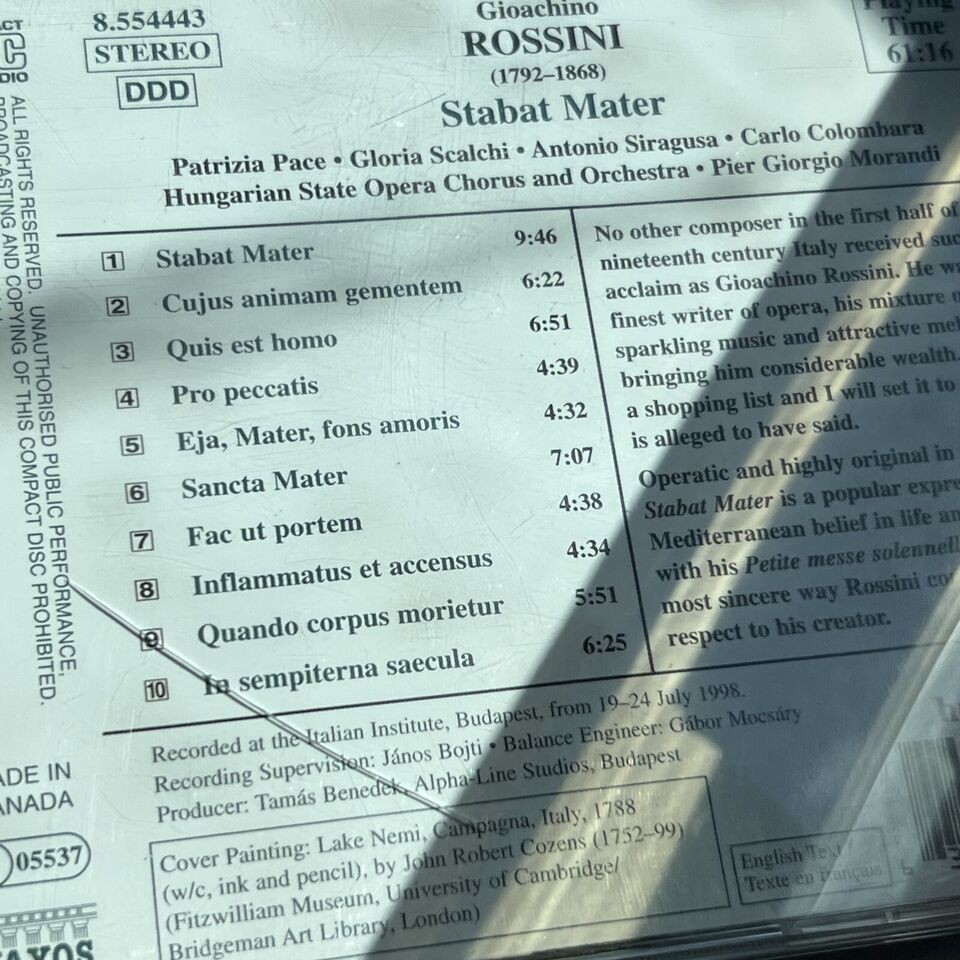 8.554443
STEREO
DDD
Gioachino
ROSSINI
(1792–1868)
Stabat Mater
Playing
Time
61:16
Patrizia Pace • Gloria Scalchi • Antonio Siragusa • Carlo Colombara
Hungarian State Opera Chorus and Orchestra • Pier Giorgio Morandi
1 Stabat Mater 9:46
2 Cujus animam gementem 6:22
3 Quis est homo 6:51
4 Pro peccatis 4:39
5 Eja, Mater, fons amoris 4:32
6 Sancta Mater 7:07
7 Fac ut portem 4:38
8 Inflammatus et accensus 4:34
9 Quando corpus morietur 5:51
10 In sempiterna saecula 6:25
No other composer in the first half of
nineteenth century Italy received suc
acclaim as Gioachino Rossini. He wa
finest writer of opera, his mixture o
sparkling music and attractive mel
bringing him considerable wealth.
a shopping list and I will set it to
is alleged to have said.
Operatic and highly original in
Stabat Mater is a popular expre
Mediterranean belief in life an
with his Petite messe solennell
most sincere way Rossini co
respect to his creator.
Recorded at the Italian Institute, Budapest, from 19–24 July 1998.
Recording Supervision: János Bojti • Balance Engineer: Gábor Mocsáry
Producer: Tamás Benedek, Alpha-Line Studios, Budapest
Cover Painting: Lake Nemi, Campagna, Italy, 1788
(w/c, ink and pencil), by John Robert Cozens (1752–99)
(Fitzwilliam Museum, University of Cambridge/
Bridgeman Art Library, London)
English Text
Texte en français
ACT
DIO
ALL RIGHTS RESERVED. UNAUTHORISED PUBLIC PERFORMANCE,
BROADCASTING AND COPYING OF THIS COMPACT DISC PROHIBITED.
ADE IN
ANADA
05537
AXOS